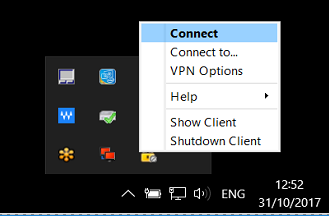 Connect
Connect to...
VPN Options
Help
Show Client
Shutdown Client
ENG
12:52
31/10/2017